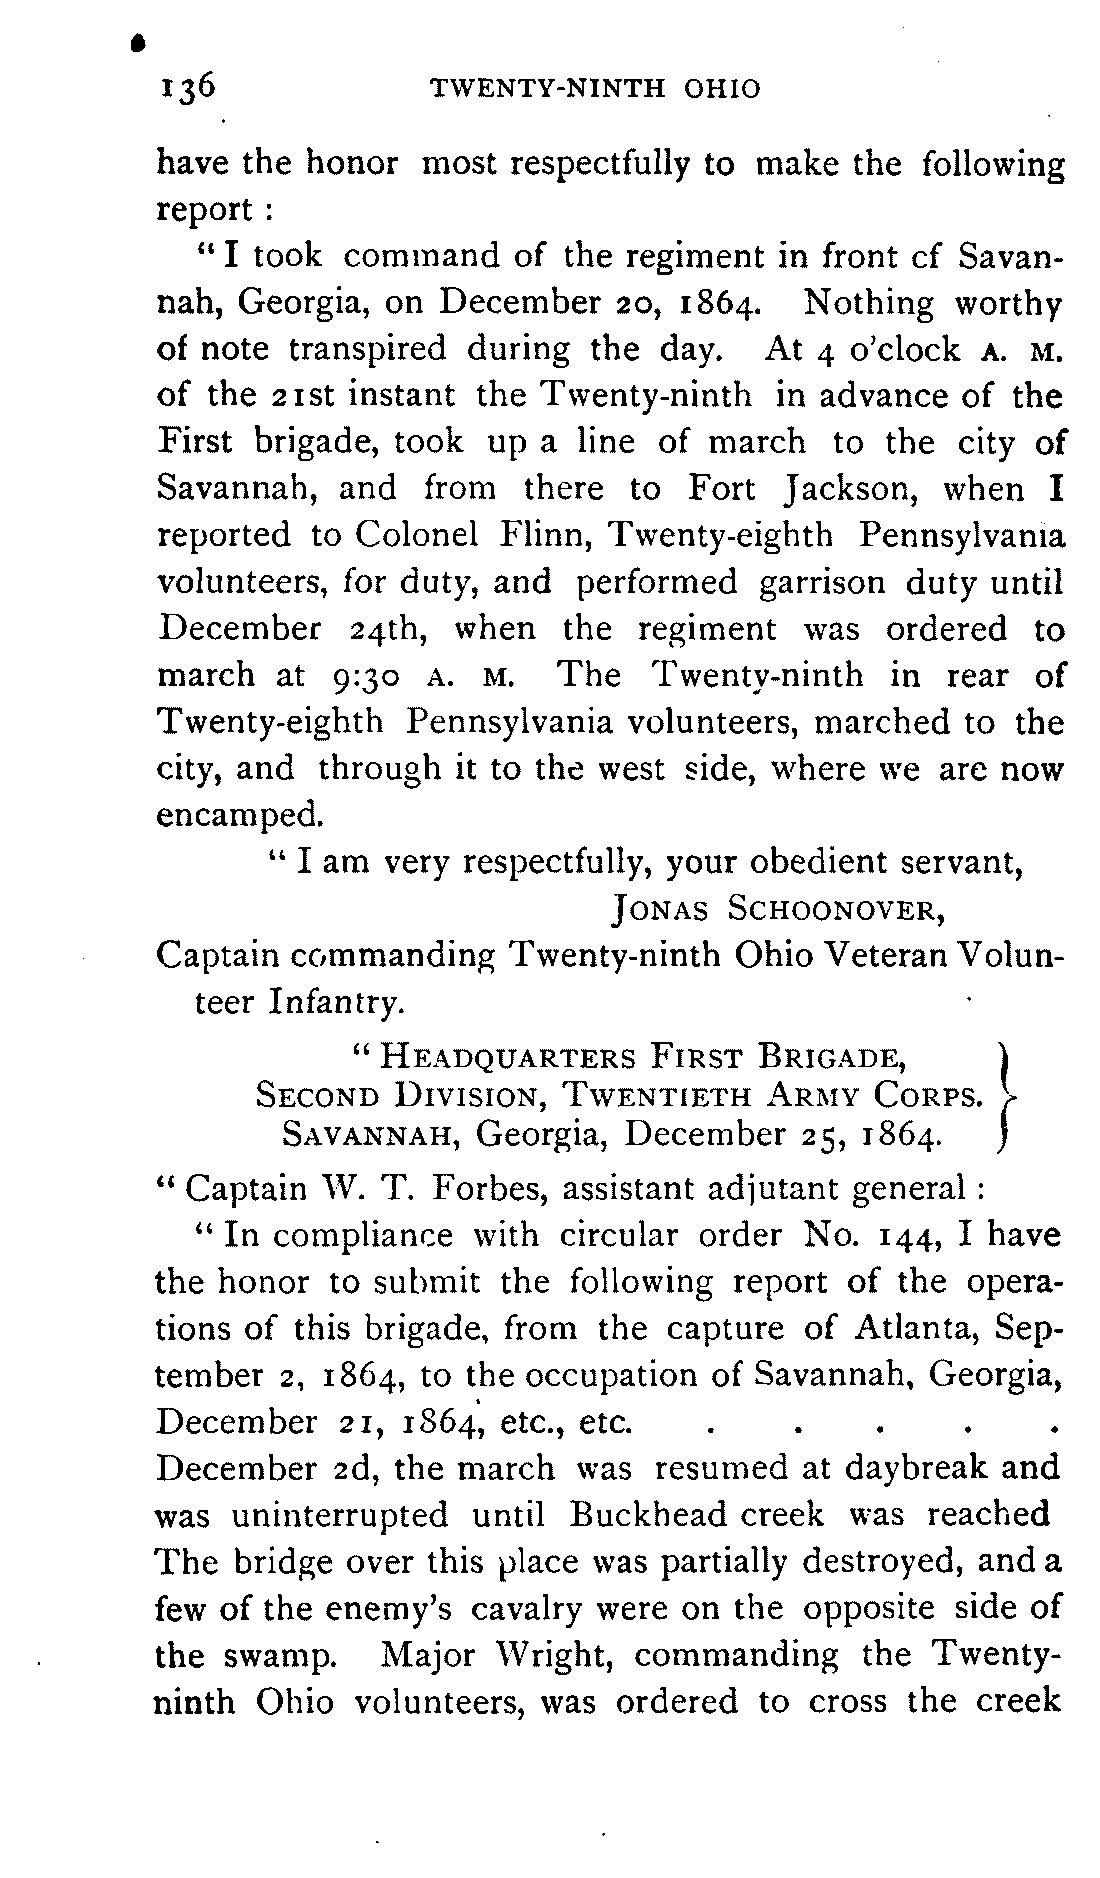 136 TWENTY-NINTH OHIO
have the honor most respectfully to make the following
report :
" I took command of the regiment in front cf Savan-
nah, Georgia, on December 20, 1864. Nothing worthy
of note transpired during the day. At 4 o'clock A. M.
of the 21st instant the Twenty-ninth in advance of the
First brigade, took up a line of march to the city of
Savannah, and from there to Fort Jackson, when I
reported to Colonel Flinn, Twenty-eighth Pennsylvania
volunteers, for duty, and performed garrison duty until
December 24th, when the regiment was ordered to
march at 9:30 A. M. The Twenty-ninth in rear of
Twenty-eighth Pennsylvania volunteers, marched to the
city, and through it to the west side, where we are now
encamped.
" I am very respectfully, your obedient servant,
JONAS SCHOONOVER,
Captain commanding Twenty-ninth Ohio Veteran Volun-
teer Infantry.
" HEADQUARTERS FIRST BRIGADE,
SECOND DIVISION, TWENTIETH ARMY CORPS.
SAVANNAH, Georgia, December 25, 1864.
" Captain W. T. Forbes, assistant adjutant general :
" In compliance with circular order No. 144, I have
the honor to submit the following report of the opera-
tions of this brigade, from the capture of Atlanta, Sep-
tember 2, 1864, to the occupation of Savannah, Georgia,
December 21, 1864, etc., etc. . . . . .
December 2d, the march was resumed at daybreak and
was uninterrupted until Buckhead creek was reached
The bridge over this place was partially destroyed, and a
few of the enemy's cavalry were on the opposite side of
the swamp. Major Wright, commanding the Twenty-
ninth Ohio volunteers, was ordered to cross the creek